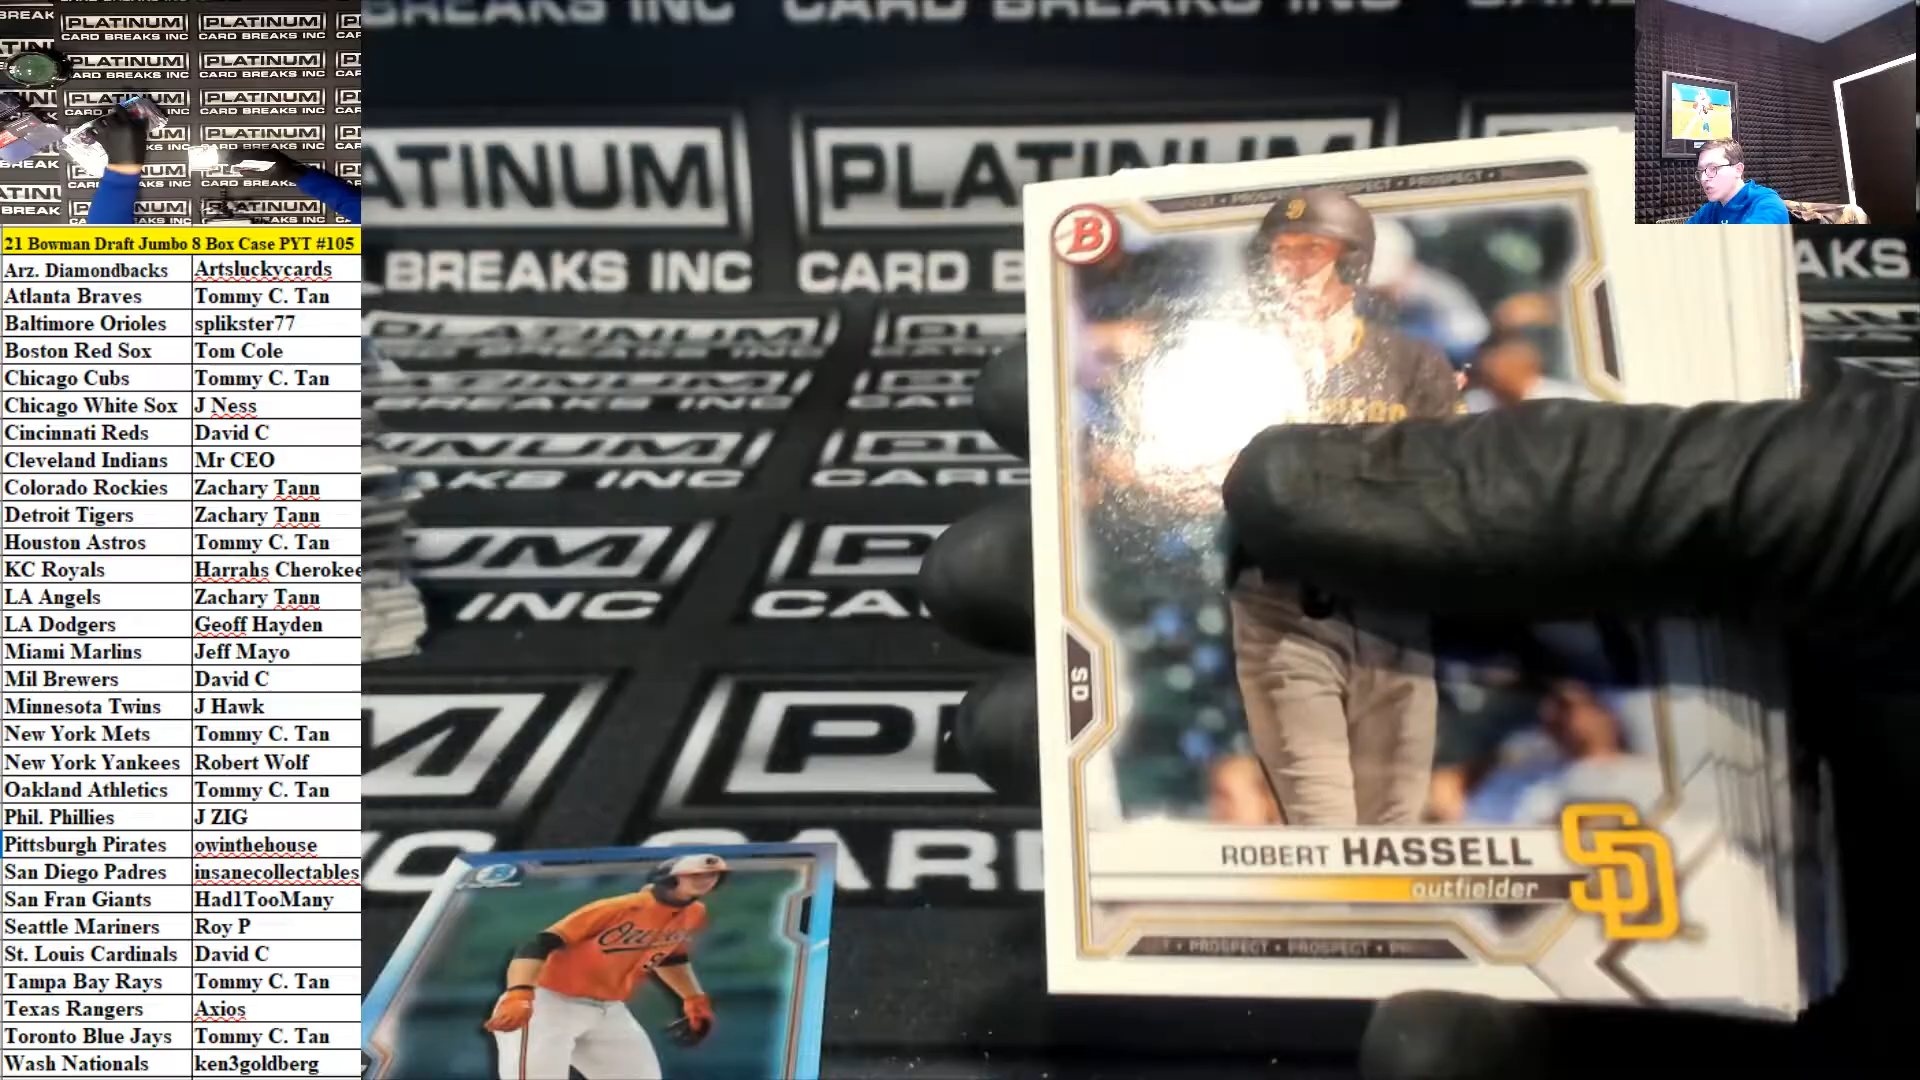 PLATINUM
CARD BREAKS INC
21 Bowman Draft Jumbo 8 Box Case PYT #105
Arz. Diamondbacks Artsluckycards
Atlanta Braves Tommy C. Tan
Baltimore Orioles splikster77
Boston Red Sox Tom Cole
Chicago Cubs Tommy C. Tan
Chicago White Sox J Ness
Cincinnati Reds David C
Cleveland Indians Mr CEO
Colorado Rockies Zachary Tann
Detroit Tigers Zachary Tann
Houston Astros Tommy C. Tan
KC Royals Harrahs Cherokee
LA Angels Zachary Tann
LA Dodgers Geoff Hayden
Miami Marlins Jeff Mayo
Mil Brewers David C
Minnesota Twins J Hawk
New York Mets Tommy C. Tan
New York Yankees Robert Wolf
Oakland Athletics Tommy C. Tan
Phil. Phillies J ZIG
Pittsburgh Pirates owinthehouse
San Diego Padres insanecollectables
San Fran Giants Had1TooMany
Seattle Mariners Roy P
St. Louis Cardinals David C
Tampa Bay Rays Tommy C. Tan
Texas Rangers Axios
Toronto Blue Jays Tommy C. Tan
Wash Nationals ken3goldberg
ATINUM PLATINUM
BREAKS INC CARD B
AKS
B
PROSPECT
SD
ROBERT HASSELL
outfielder
SD
PROSPECT • PROSPECT